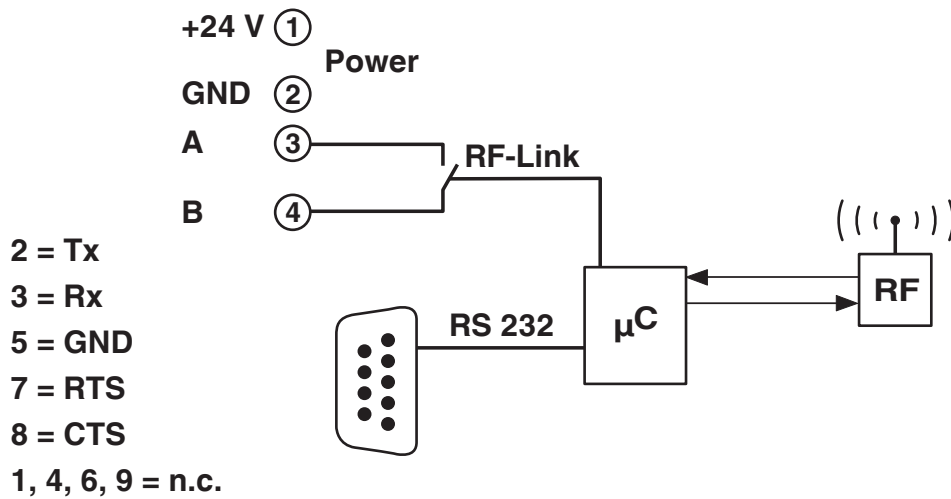 +24 V 1
Power
GND 2
A 3
RF-Link
B 4
2 = Tx
3 = Rx
5 = GND
7 = RTS
8 = CTS
1, 4, 6, 9 = n.c.
RS 232
µC
RF